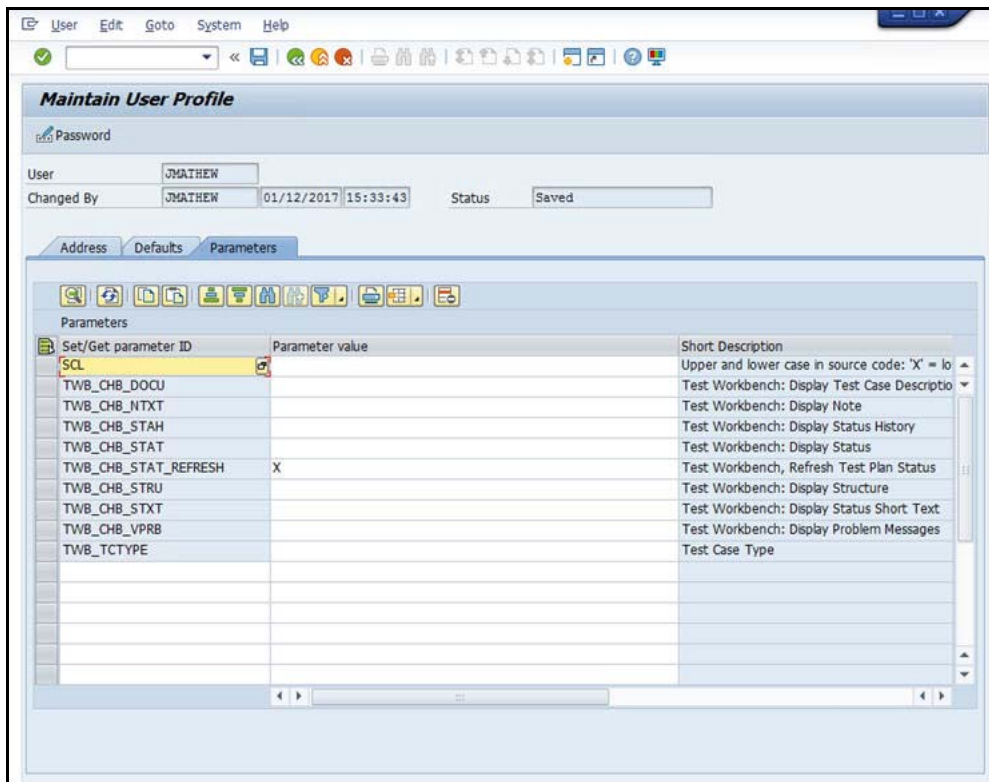 User Edit Goto System Help
Maintain User Profile
Password
User JMATHEW
Changed By JMATHEW 01/12/2017 15:33:43 Status Saved
Address Defaults Parameters
Parameters
Set/Get parameter ID Parameter value Short Description
SCL Upper and lower case in source code: 'X' = lo
TWB_CHB_DOCU Test Workbench: Display Test Case Descriptio
TWB_CHB_NTXT Test Workbench: Display Note
TWB_CHB_STAH Test Workbench: Display Status History
TWB_CHB_STAT Test Workbench: Display Status
TWB_CHB_STAT_REFRESH X Test Workbench, Refresh Test Plan Status
TWB_CHB_STRU Test Workbench: Display Structure
TWB_CHB_STXT Test Workbench: Display Status Short Text
TWB_CHB_VPRB Test Workbench: Display Problem Messages
TWB_TCTYPE Test Case Type